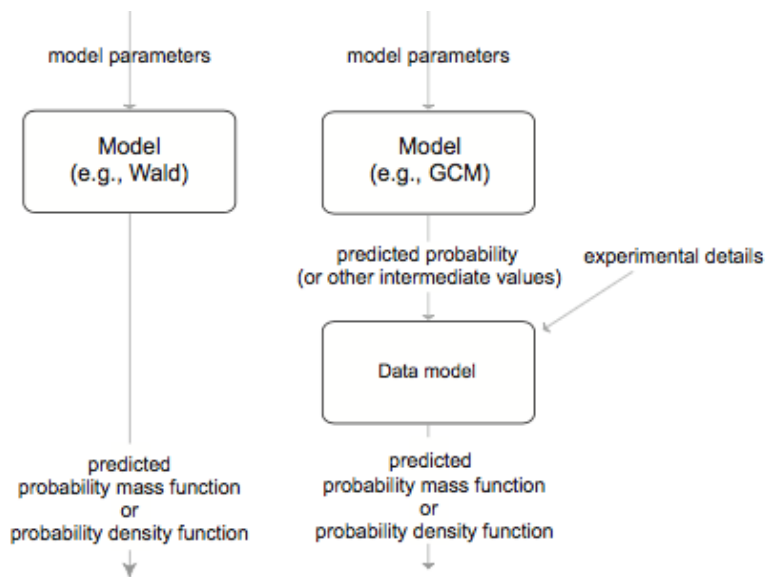 model parameters
Model
(e.g., Wald)
predicted
probability mass function
or
probability density function
model parameters
Model
(e.g., GCM)
predicted probability
(or other intermediate values)
experimental details
Data model
predicted
probability mass function
or
probability density function